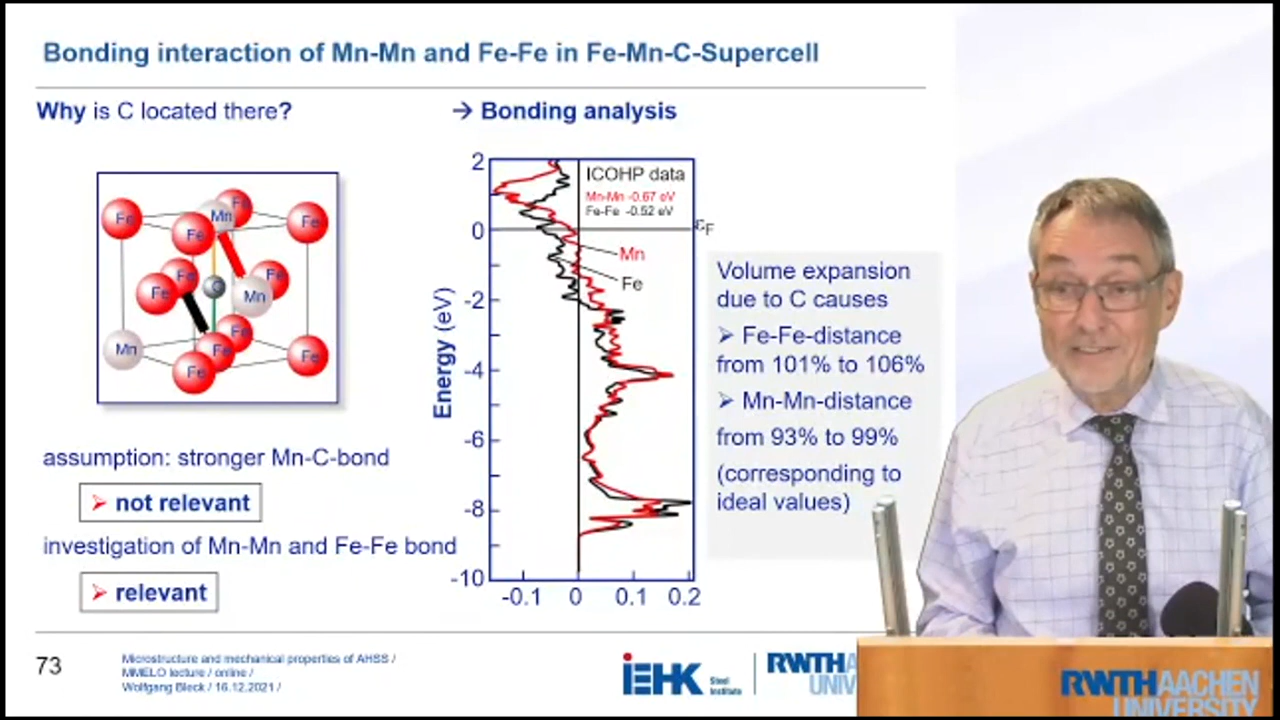 Bonding interaction of Mn-Mn and Fe-Fe in Fe-Mn-C-Supercell
Why is C located there?
→ Bonding analysis
Fe
Fe
Mn
Fe
Fe
Fe
Fe
Fe
C
Mn
Mn
Fe
Fe
Fe
Fe
assumption: stronger Mn-C-bond
➢ not relevant
investigation of Mn-Mn and Fe-Fe bond
➢ relevant
Energy (eV)
2
0
-2
-4
-6
-8
-10
-0.1 0 0.1 0.2
ICOHP data
Mn-Mn -0.67 eV
Fe-Fe -0.52 eV
εF
Mn
Fe
Volume expansion
due to C causes
➢ Fe-Fe-distance
from 101% to 106%
➢ Mn-Mn-distance
from 93% to 99%
(corresponding to
ideal values)
73
Microstructure and mechanical properties of AHSS /
MMELO lecture / online /
Wolfgang Bleck / 16.12.2021 /
iEHK Steel
Institute
RWTHA
UNIV
RWTHAACHEN
UNIVERSITY